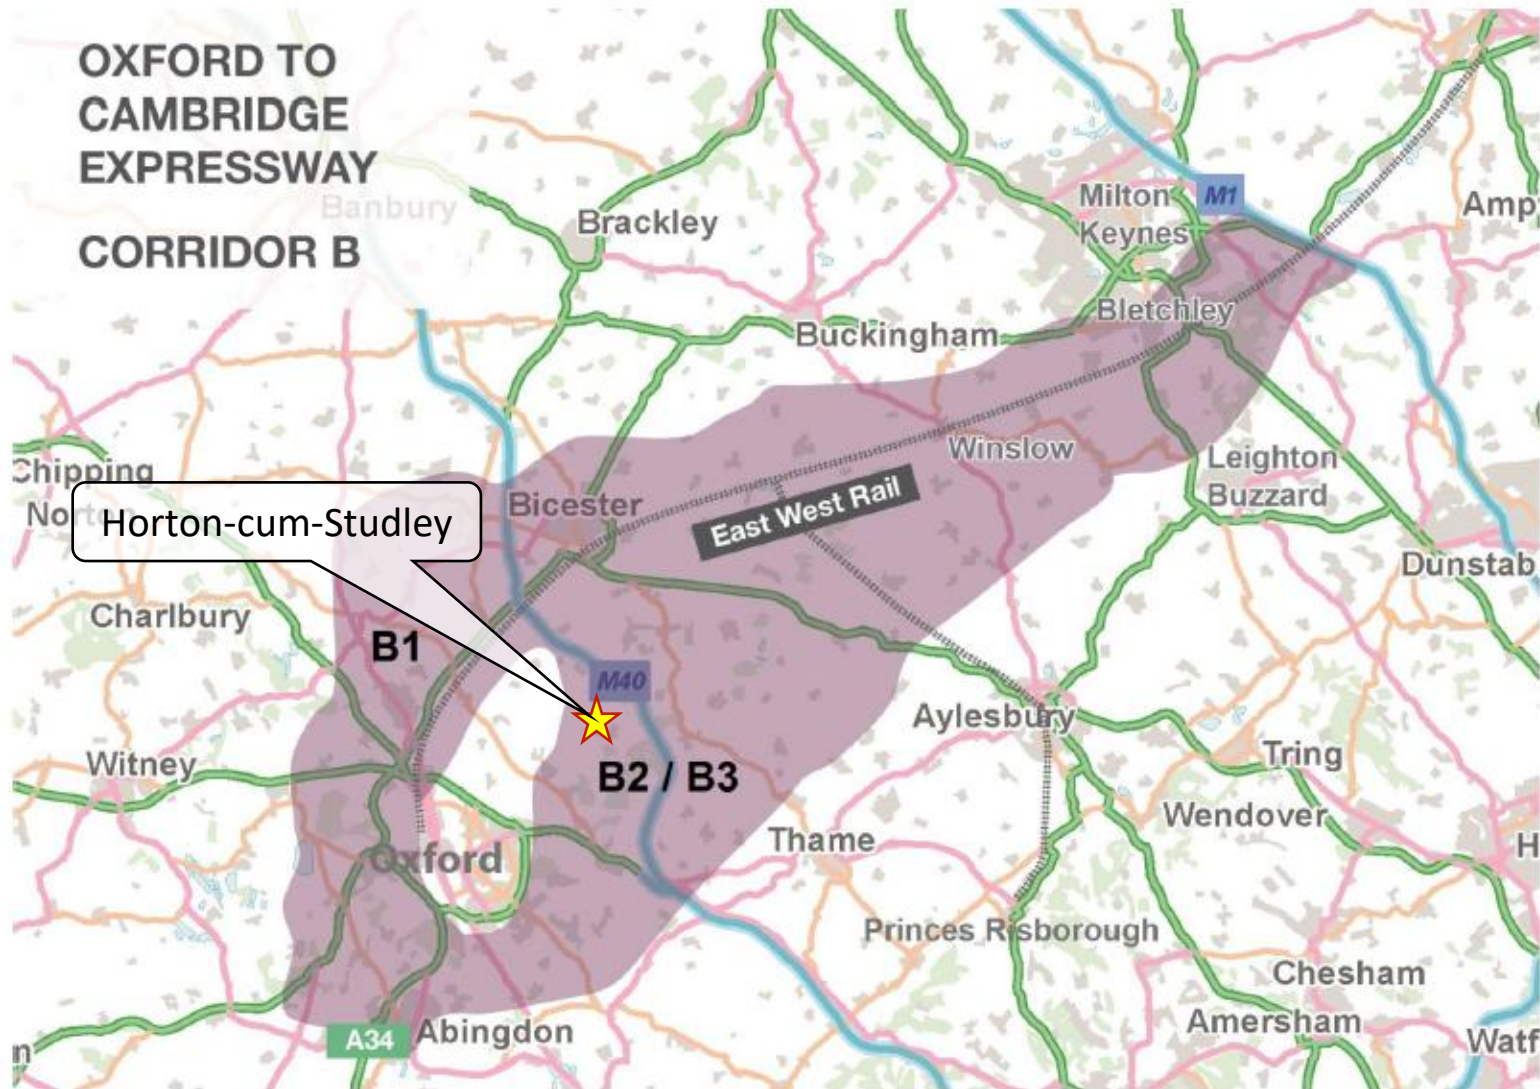 OXFORD TO
CAMBRIDGE
EXPRESSWAY
Banbury
CORRIDOR B
Brackley
Milton
Keynes
M1
Amp
Bletchley
Buckingham
Winslow
Leighton
Buzzard
Chipping
Nor
Horton-cum-Studley
Bicester
East West Rail
Dunstab
Charlbury
B1
M40
Aylesbury
Witney
B2 / B3
Tring
Wendover
Thame
Oxford
H
Princes Risborough
Chesham
Amersham
A34
Abingdon
Watf
n